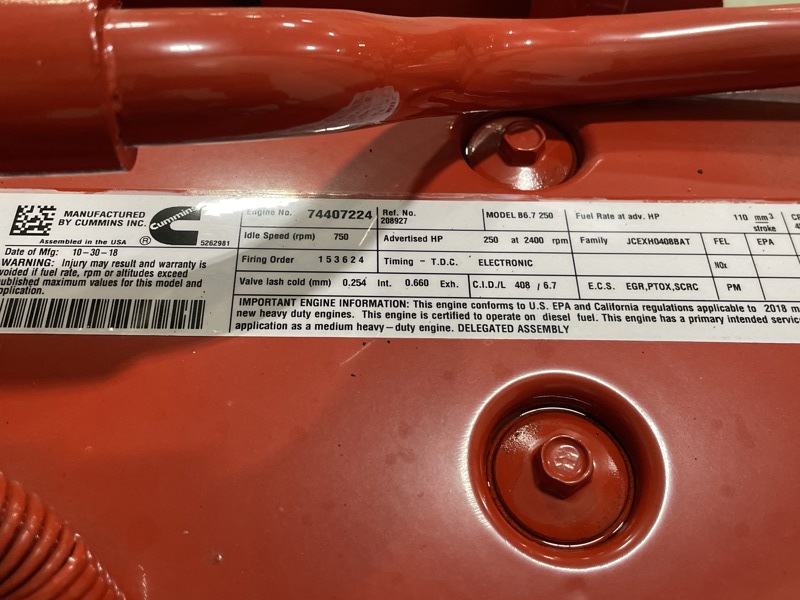 MANUFACTURED
BY CUMMINS INC.
Cummins
®
5262981
Assembled in the USA
Date of Mfg: 10-30-18
WARNING: Injury may result and warranty is
voided if fuel rate, rpm or altitudes exceed
published maximum values for this model and
application.
Engine No. 74407224 Ref. No. 208927 MODEL B6.7 250 Fuel Rate at adv. HP 110 mm³ stroke
Idle Speed (rpm) 750 Advertised HP 250 at 2400 rpm Family JCEXH0408BAT FEL EPA
Firing Order 1 5 3 6 2 4 Timing - T.D.C. ELECTRONIC NOx
Valve lash cold (mm) 0.254 Int. 0.660 Exh. C.I.D./L 408 / 6.7 E.C.S. EGR,PTOX,SCRC PM
IMPORTANT ENGINE INFORMATION: This engine conforms to U.S. EPA and California regulations applicable to 2018
new heavy duty engines. This engine is certified to operate on diesel fuel. This engine has a primary intended
application as a medium heavy-duty engine. DELEGATED ASSEMBLY